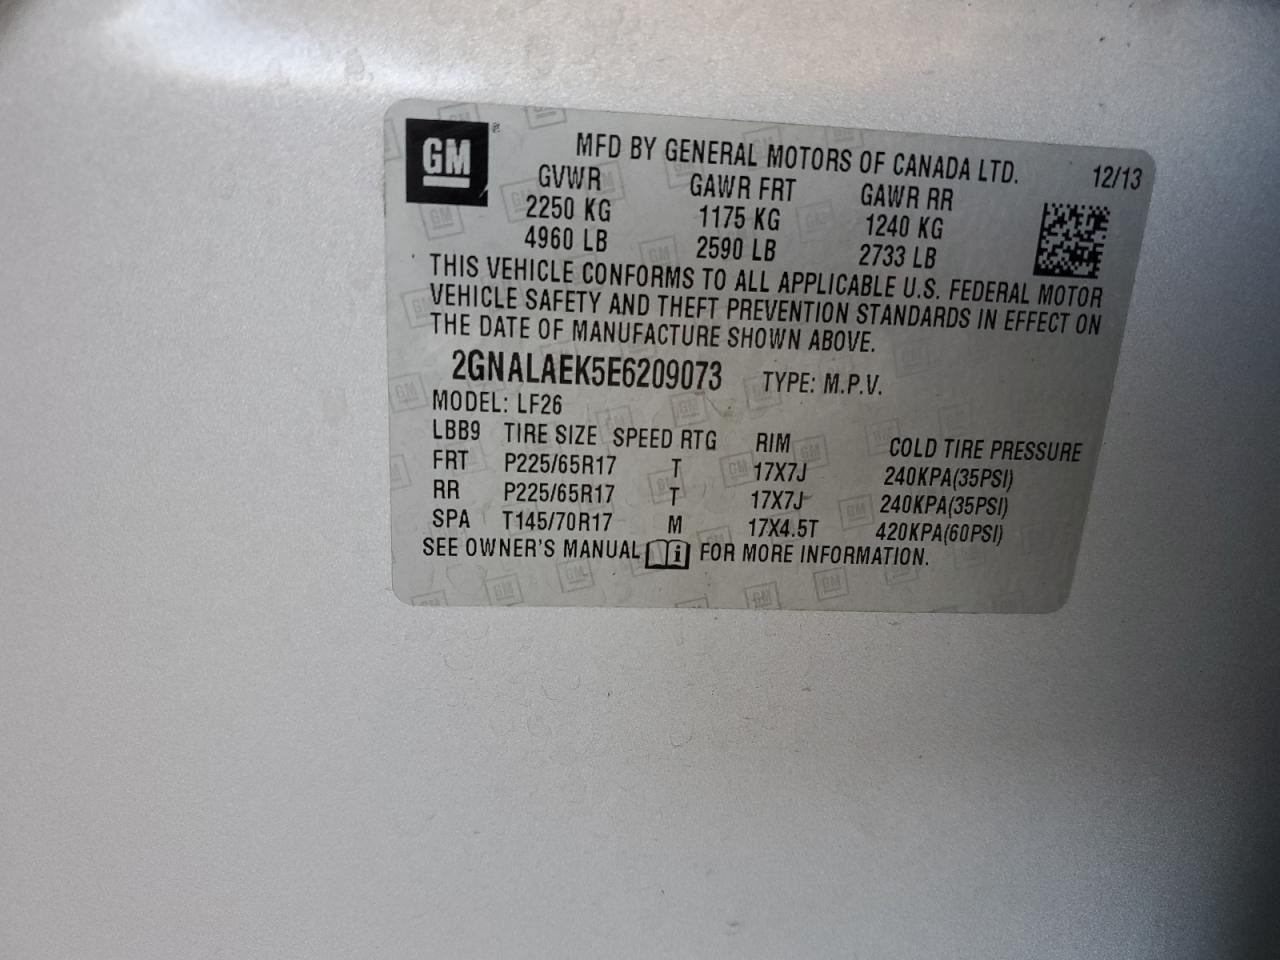 GM
MFD BY GENERAL MOTORS OF CANADA LTD. 12/13
GVWR GAWR FRT GAWR RR
2250 KG 1175 KG 1240 KG
4960 LB 2590 LB 2733 LB
THIS VEHICLE CONFORMS TO ALL APPLICABLE U.S. FEDERAL MOTOR
VEHICLE SAFETY AND THEFT PREVENTION STANDARDS IN EFFECT ON
THE DATE OF MANUFACTURE SHOWN ABOVE.
2GNALAEK5E6209073 TYPE: M.P.V.
MODEL: LF26
LBB9 TIRE SIZE SPEED RTG RIM COLD TIRE PRESSURE
FRT P225/65R17 T 17X7J 240KPA(35PSI)
RR P225/65R17 T 17X7J 240KPA(35PSI)
SPA T145/70R17 M 17X4.5T 420KPA(60PSI)
SEE OWNER'S MANUAL FOR MORE INFORMATION.